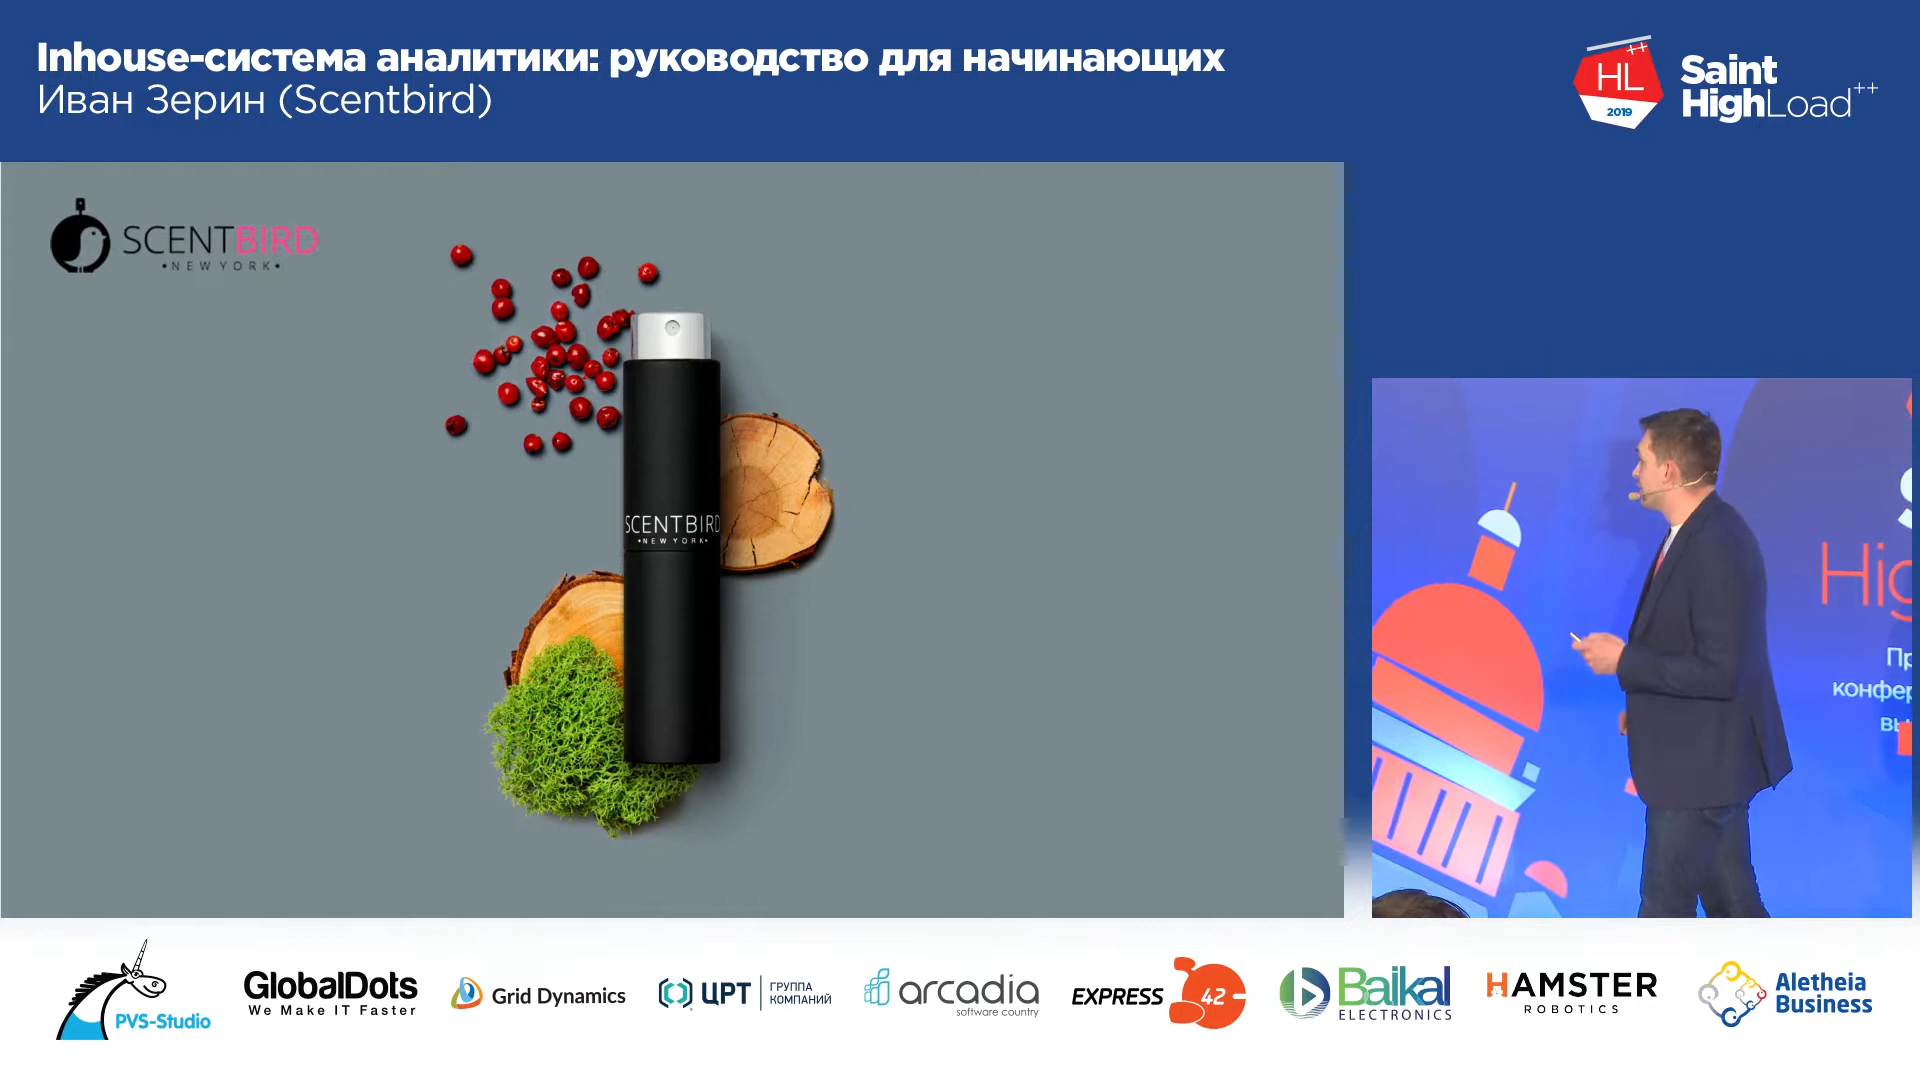 Inhouse-система аналитики: руководство для начинающих
Иван Зерин (Scentbird)
HL ++
2019
Saint
HighLoad++
SCENTBIRD
•NEW YORK•
SCENTBIRD
•NEW YORK•
Hig
конфер
PVS-Studio
GlobalDots
We Make IT Faster
Grid Dynamics
ЦРТ
ГРУППА
КОМПАНИЙ
arcadia
software country
EXPRESS 42
Baikal
ELECTRONICS
HAMSTER
ROBOTICS
Aletheia
Business